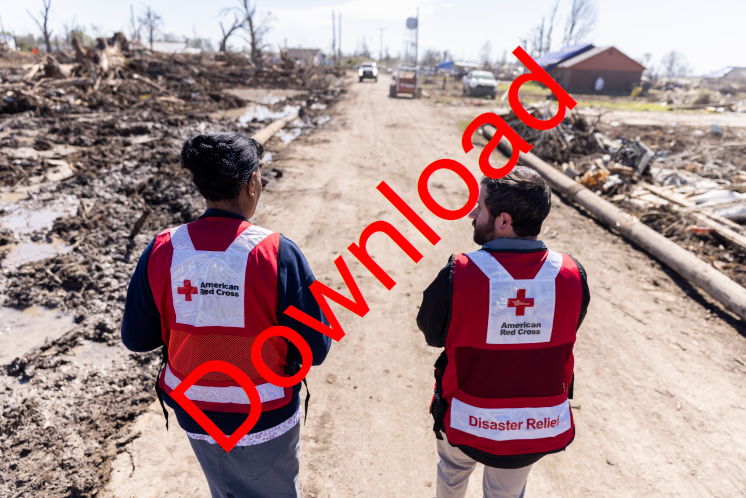 Download
American
Red Cross
American
Red Cross
Disaster Relief